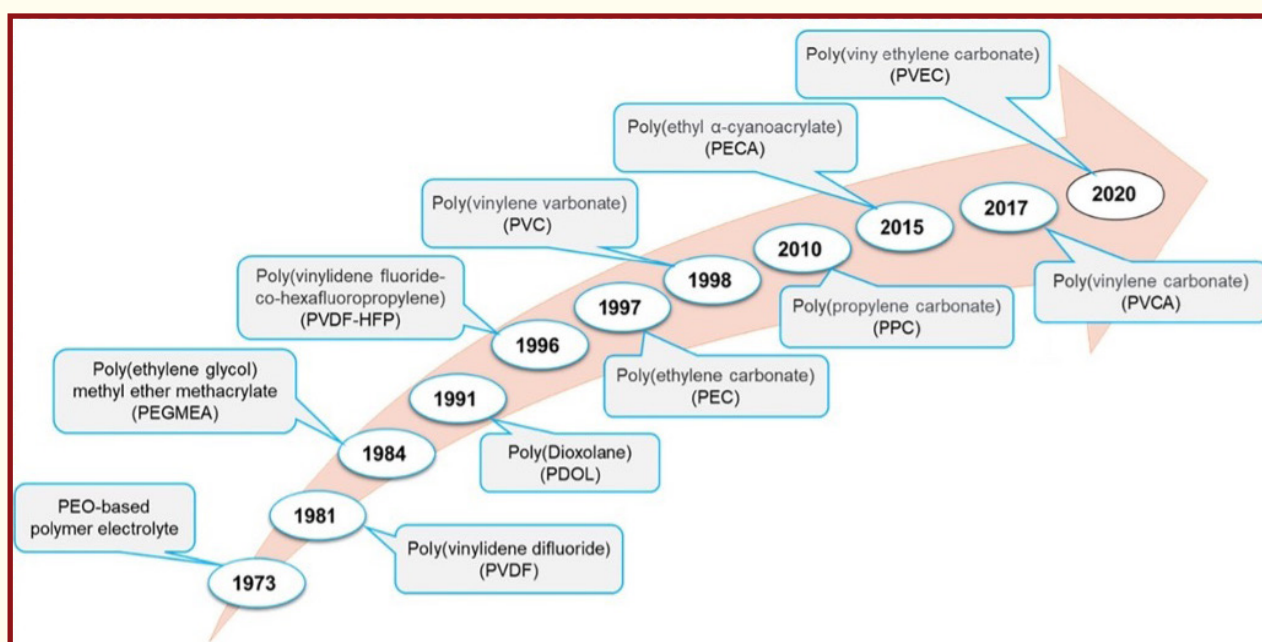 Poly(viny ethylene carbonate)
(PVEC)
Poly(ethyl α-cyanoacrylate)
(PECA)
2020
2017
2015
Poly(vinylene varbonate)
(PVC)
2010
1998
Poly(vinylene carbonate)
(PVCA)
Poly(vinylidene fluoride-
co-hexafluoropropylene)
(PVDF-HFP)
1997
Poly(propylene carbonate)
(PPC)
1996
Poly(ethylene glycol)
methyl ether methacrylate
(PEGMEA)
1991
Poly(ethylene carbonate)
(PEC)
1984
Poly(Dioxolane)
(PDOL)
PEO-based
polymer electrolyte
1981
Poly(vinylidene difluoride)
(PVDF)
1973